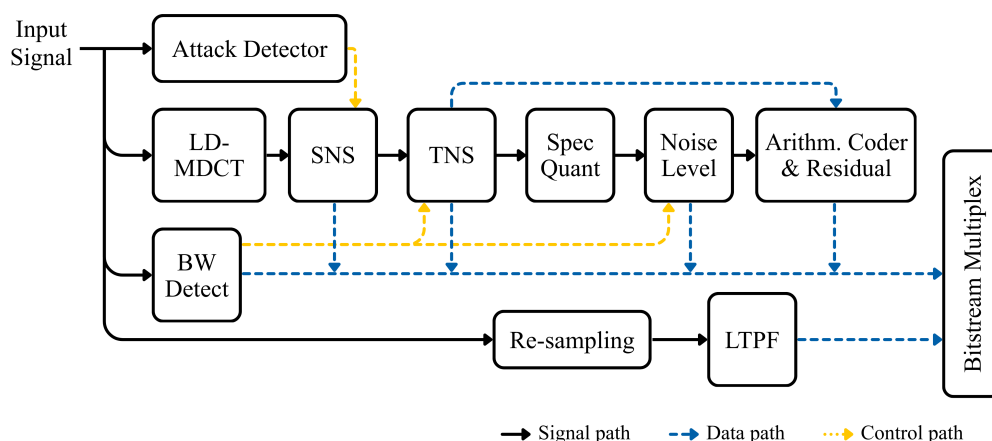 Input
Signal
Attack Detector
LD-
MDCT
SNS
TNS
Spec
Quant
Noise
Level
Arithm. Coder
& Residual
BW
Detect
Re-sampling
LTPF
Bitstream Multiplex
Signal path
Data path
Control path